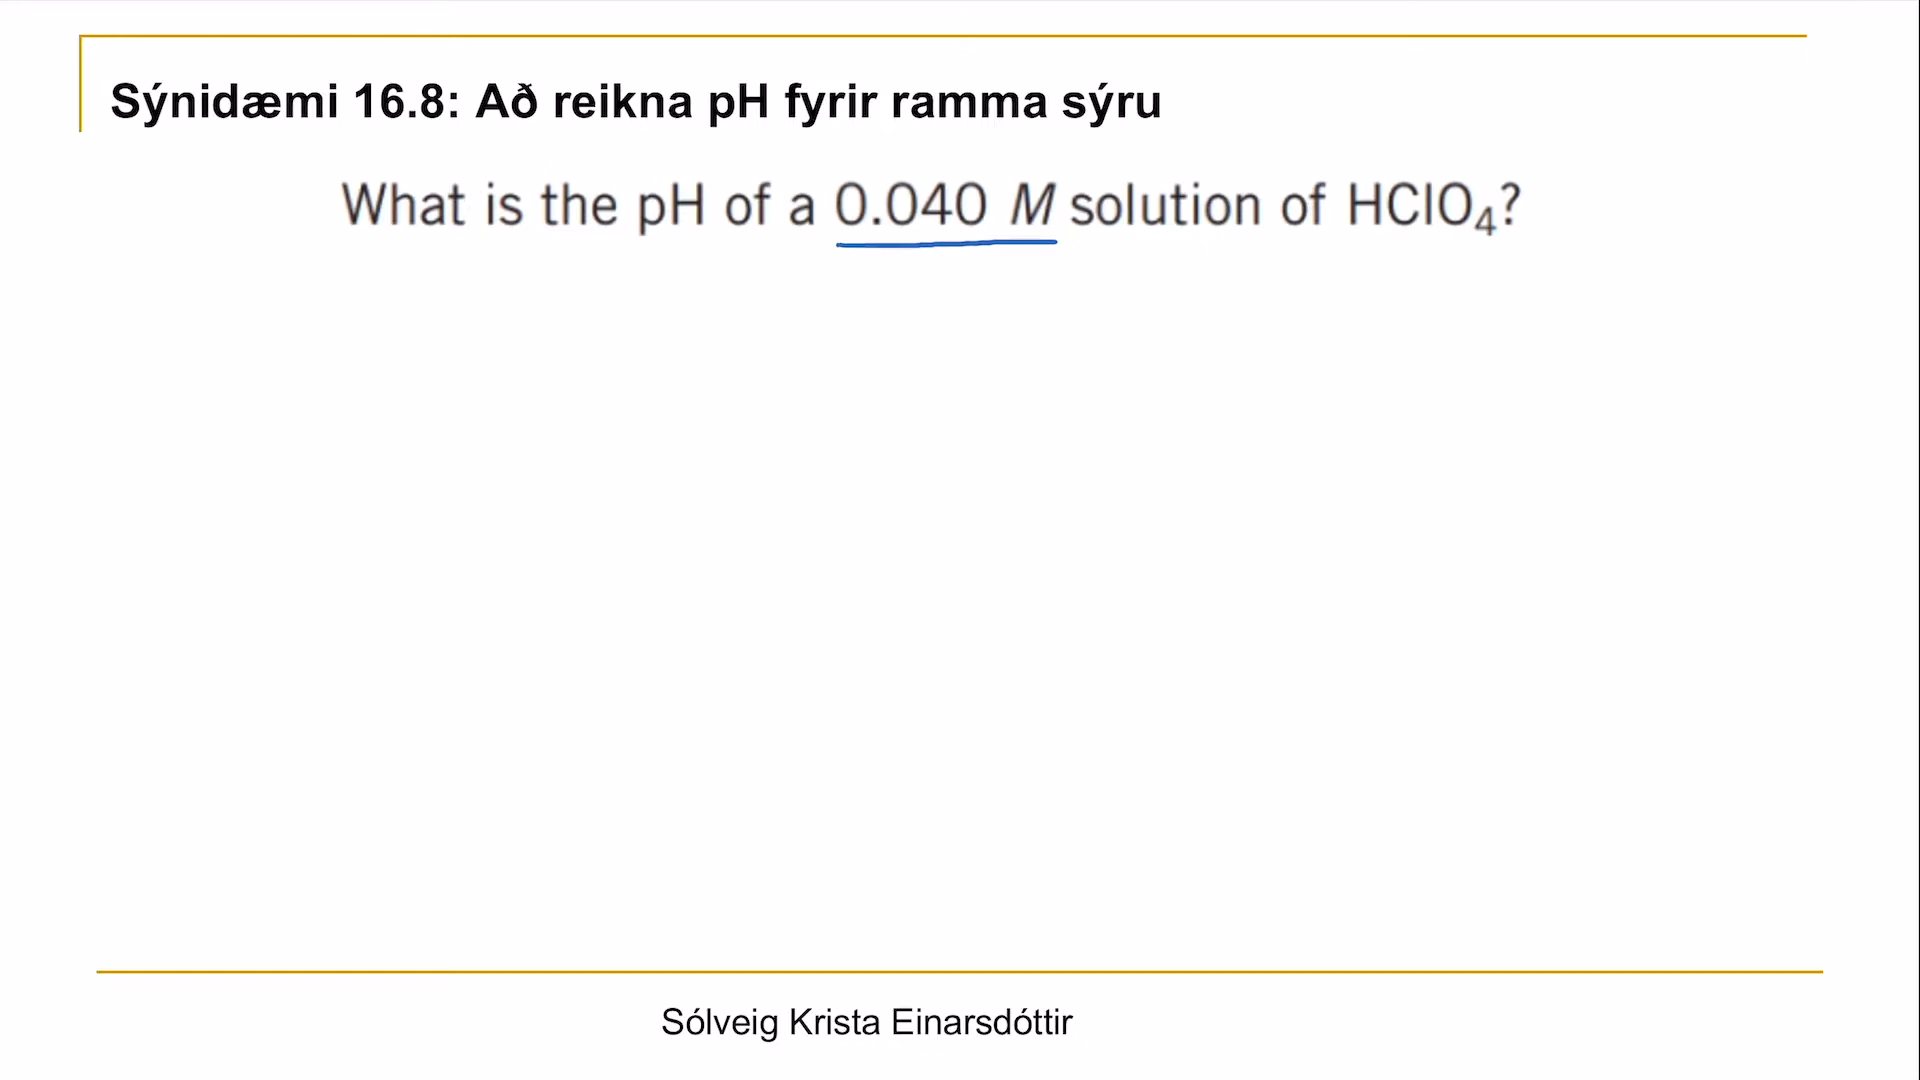 Sýnidæmi 16.8: Að reikna pH fyrir ramma sýru
What is the pH of a 0.040 M solution of HClO₄?
Sólveig Krista Einarsdóttir